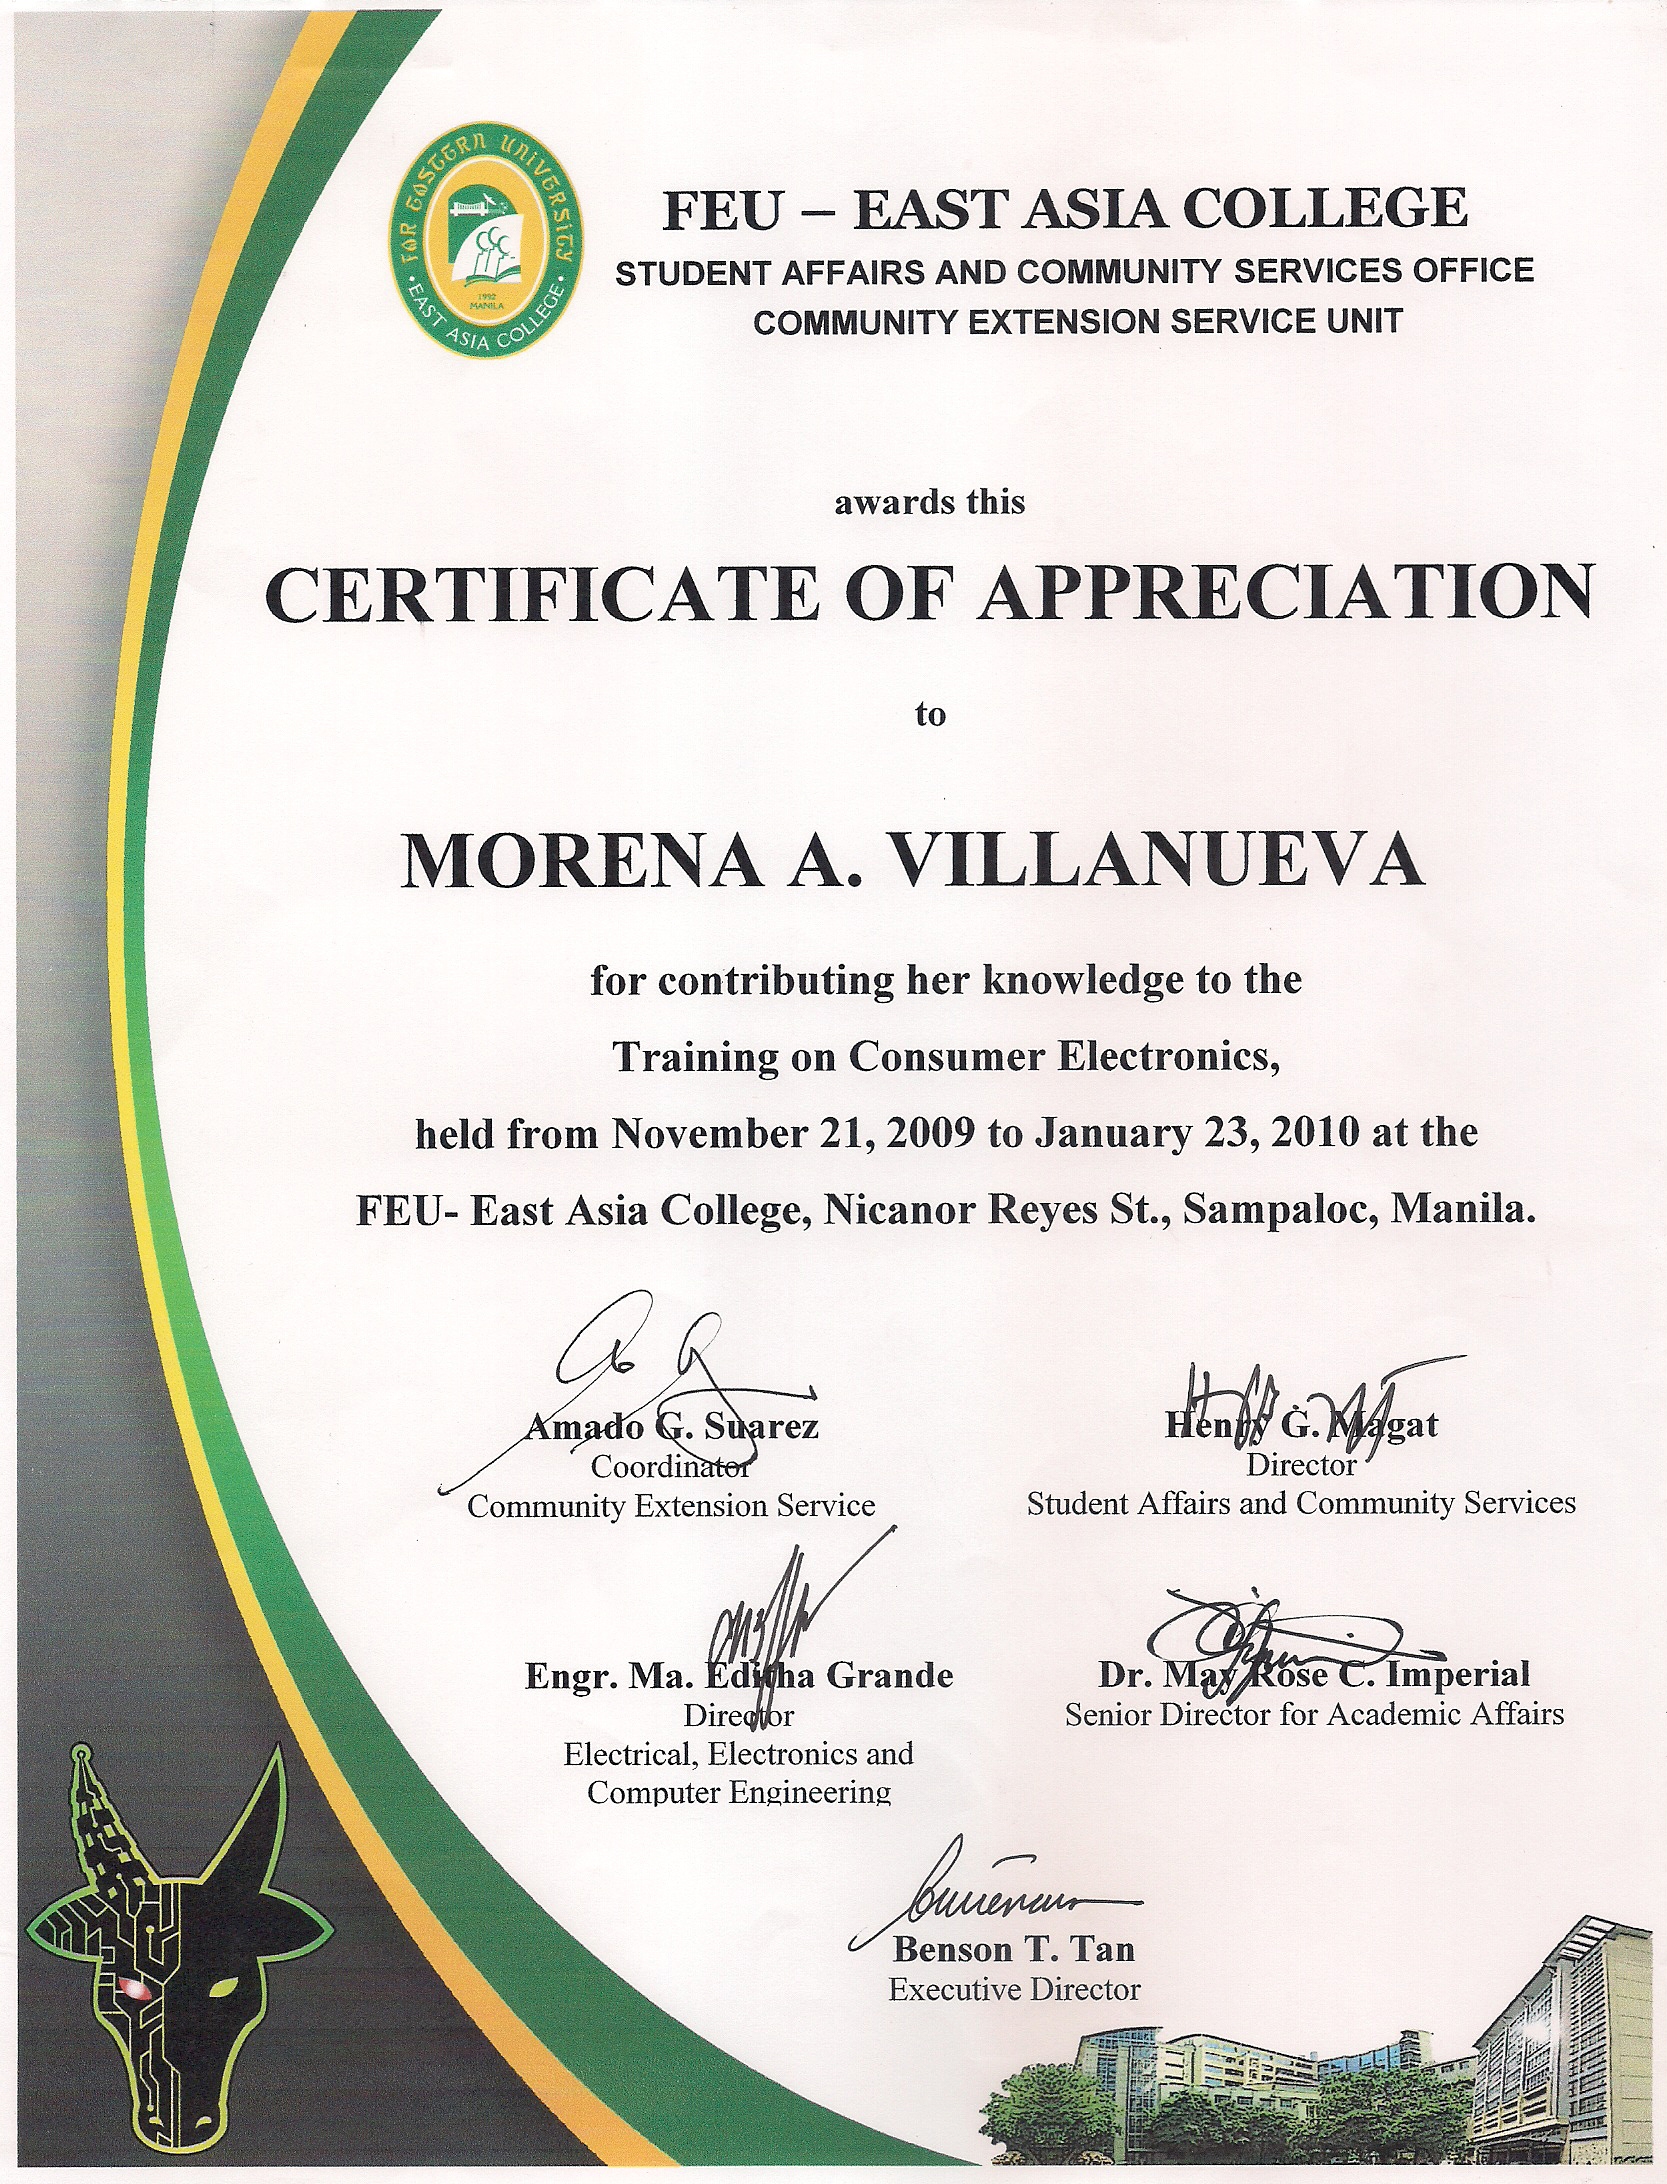 FAR EASTERN UNIVERSITY
1992
MANILA
EAST ASIA COLLEGE
FEU – EAST ASIA COLLEGE
STUDENT AFFAIRS AND COMMUNITY SERVICES OFFICE
COMMUNITY EXTENSION SERVICE UNIT
awards this
CERTIFICATE OF APPRECIATION
to
MORENA A. VILLANUEVA
for contributing her knowledge to the
Training on Consumer Electronics,
held from November 21, 2009 to January 23, 2010 at the
FEU- East Asia College, Nicanor Reyes St., Sampaloc, Manila.
Amado G. Suarez
Coordinator
Community Extension Service
Henry G. Magat
Director
Student Affairs and Community Services
Engr. Ma. Editha Grande
Director
Electrical, Electronics and
Computer Engineering
Dr. May Rose C. Imperial
Senior Director for Academic Affairs
Benson T. Tan
Executive Director